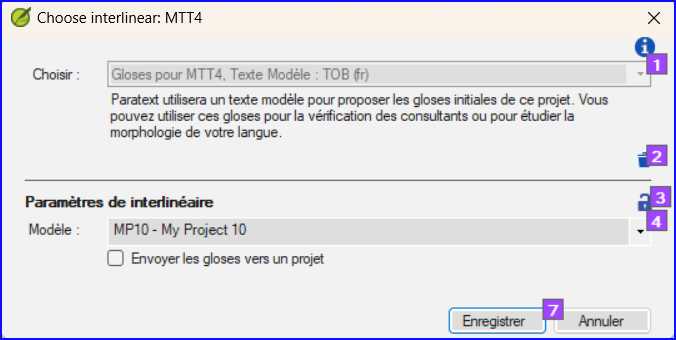 Choose interlinear: MTT4
Choisir :
Gloses pour MTT4, Texte Modèle : TOB (fr)
1
Paratext utilisera un texte modèle pour proposer les gloses initiales de ce projet. Vous
pouvez utiliser ces gloses pour la vérification des consultants ou pour étudier la
morphologie de votre langue.
2
Paramètres de interlinéaire
3
Modèle :
MP10 - My Project 10
4
Envoyer les gloses vers un projet
Enregistrer
7
Annuler